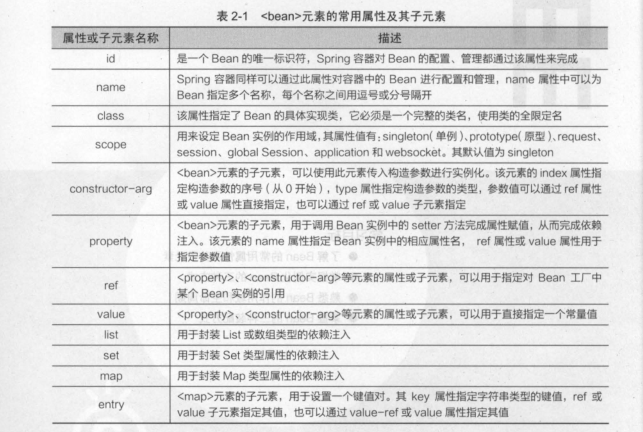 表 2-1 <bean>元素的常用属性及其子元素
属性或子元素名称 描述
id 是一个 Bean 的唯一标识符，Spring 容器对 Bean 的配置、管理都通过该属性来完成
name Spring 容器同样可以通过此属性对容器中的 Bean 进行配置和管理，name 属性中可以为
Bean 指定多个名称，每个名称之间用逗号或分号隔开
class 该属性指定了 Bean 的具体实现类，它必须是一个完整的类名，使用类的全限定名
scope 用来设定 Bean 实例的作用域，其属性值有：singleton（单例）、prototype（原型）、request、
session、global Session、application 和 websocket。其默认值为 singleton
constructor-arg <bean>元素的子元素，可以使用此元素传入构造参数进行实例化。该元素的 index 属性指
定构造参数的序号（从 0 开始），type 属性指定构造参数的类型，参数值可以通过 ref 属性
或 value 属性直接指定，也可以通过 ref 或 value 子元素指定
property <bean>元素的子元素，用于调用 Bean 实例中的 setter 方法完成属性赋值，从而完成依赖
注入。该元素的 name 属性指定 Bean 实例中的相应属性名， ref 属性或 value 属性用于
指定参数值
ref <property>、<constructor-arg>等元素的属性或子元素，可以用于指定对 Bean 工厂中
某个 Bean 实例的引用
value <property>、<constructor-arg>等元素的属性或子元素，可以用于直接指定一个常量值
list 用于封装 List 或数组类型的依赖注入
set 用于封装 Set 类型属性的依赖注入
map 用于封装 Map 类型属性的依赖注入
entry <map>元素的子元素，用于设置一个键值对。其 key 属性指定字符串类型的键值，ref 或
value 子元素指定其值，也可以通过 value-ref 或 value 属性指定其值